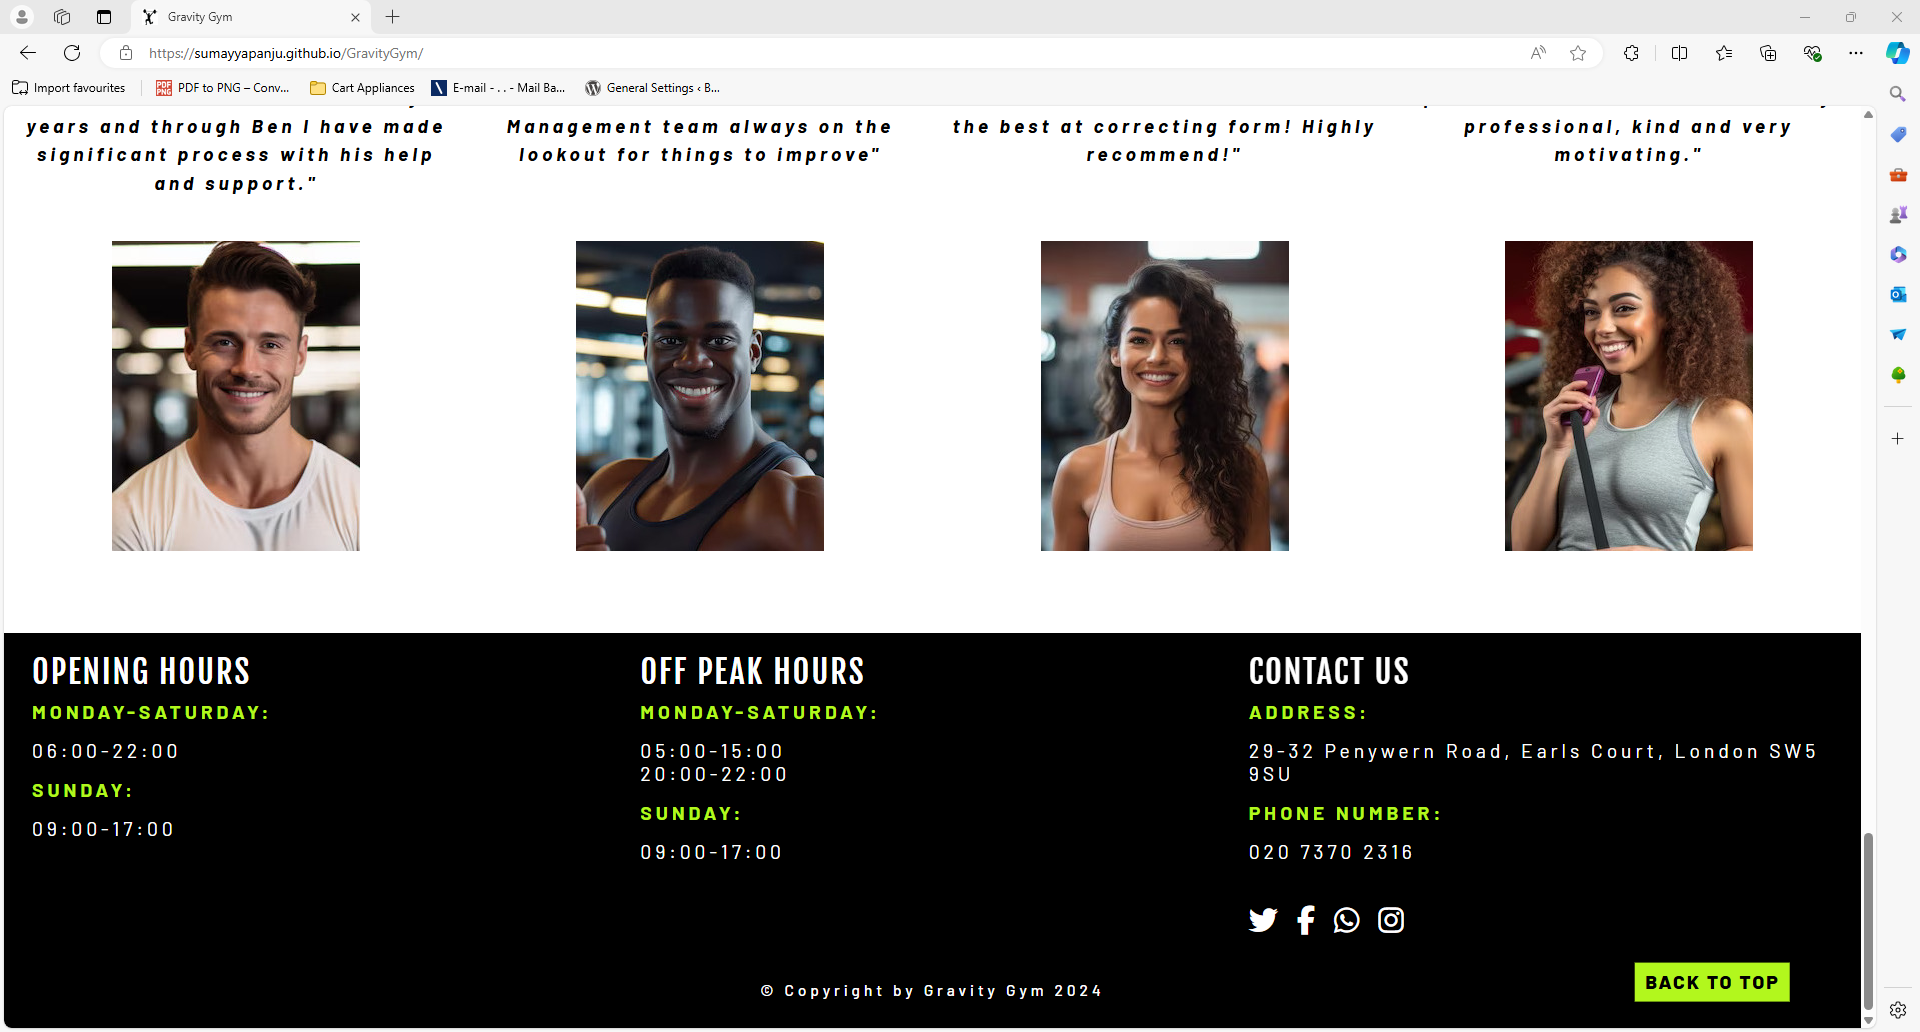 Gravity Gym
https://sumayyapanju.github.io/GravityGym/
Import favourites
PDF to PNG – Conv...
Cart Appliances
E-mail - . . - Mail Ba...
General Settings ‹ B...
years and through Ben I have made
significant process with his help
and support."
Management team always on the
lookout for things to improve"
the best at correcting form! Highly
recommend!"
professional, kind and very
motivating."
OPENING HOURS
MONDAY-SATURDAY:
06:00-22:00
SUNDAY:
09:00-17:00
OFF PEAK HOURS
MONDAY-SATURDAY:
05:00-15:00
20:00-22:00
SUNDAY:
09:00-17:00
CONTACT US
ADDRESS:
29-32 Penywern Road, Earls Court, London SW5
9SU
PHONE NUMBER:
020 7370 2316
© Copyright by Gravity Gym 2024
BACK TO TOP